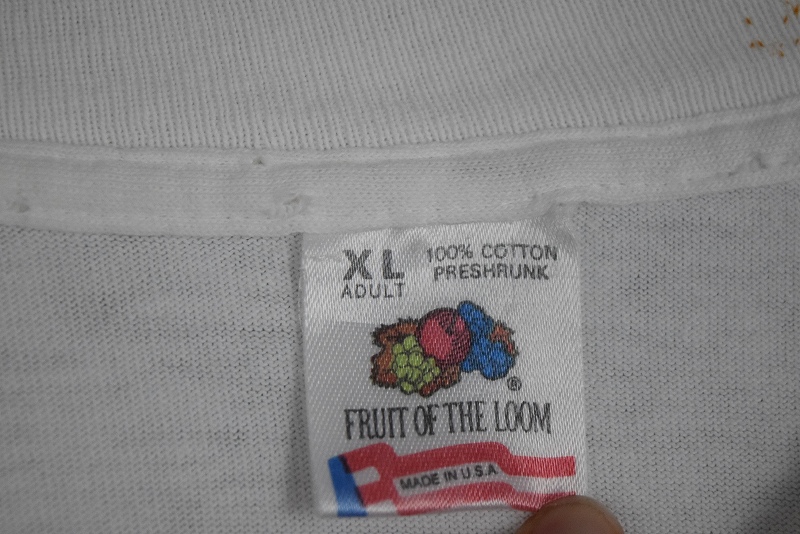 XL
ADULT
100% COTTON
PRESHRUNK
®
FRUIT OF THE LOOM
MADE IN U.S.A